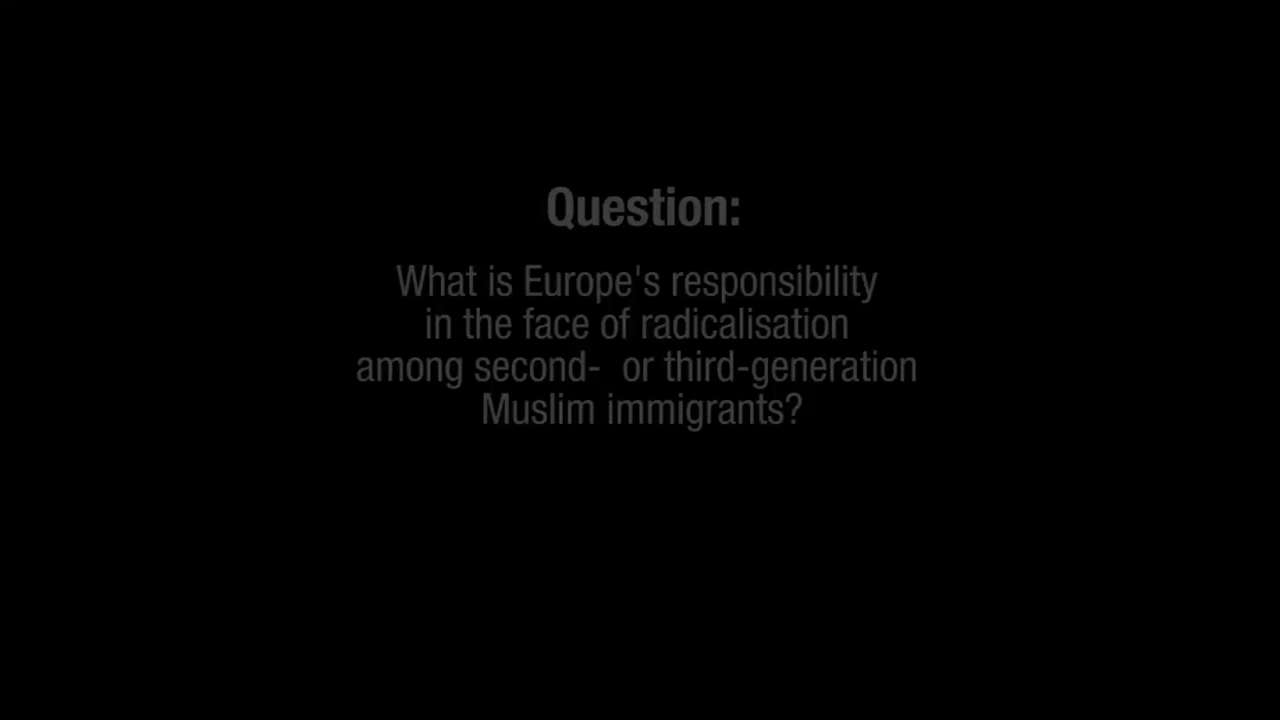 Question:
What is Europe's responsibility
in the face of radicalisation
among second-  or third-generation
Muslim immigrants?